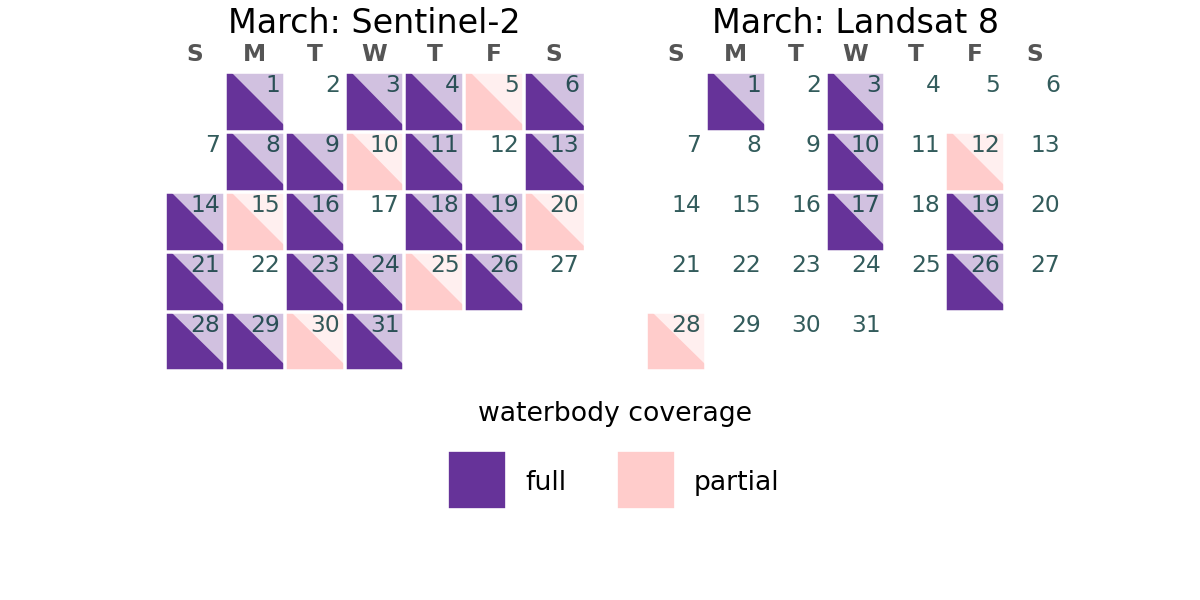 March: Sentinel-2
S M T W T F S
1 2 3 4 5 6
7 8 9 10 11 12 13
14 15 16 17 18 19 20
21 22 23 24 25 26 27
28 29 30 31
March: Landsat 8
S M T W T F S
1 2 3 4 5 6
7 8 9 10 11 12 13
14 15 16 17 18 19 20
21 22 23 24 25 26 27
28 29 30 31
waterbody coverage
full partial